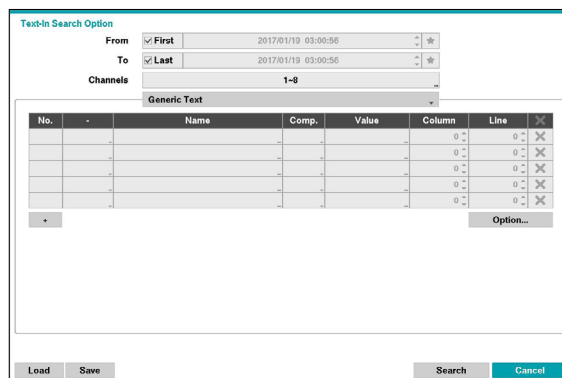 Text-In Search Option
From First 2017/01/19 03:00:56
To Last 2017/01/19 03:00:56
Channels 1~8
Generic Text
No. - Name Comp. Value Column Line
0 0
0 0
0 0
0 0
0 0
+ Option...
Load Save Search Cancel